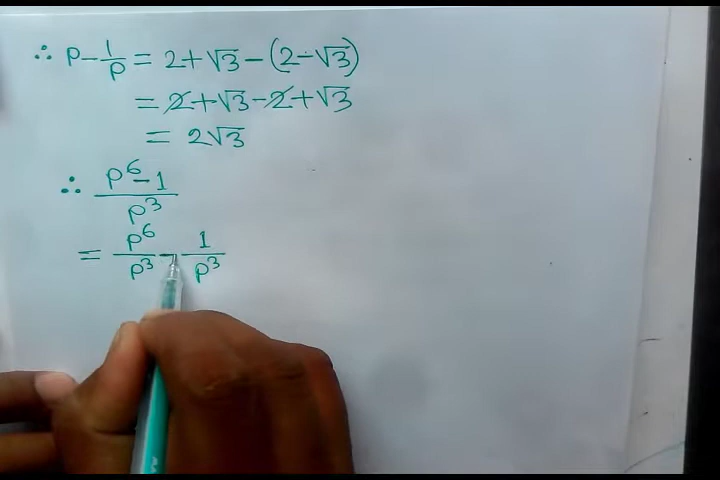 ∴ P - 1/P = 2+√3 - (2-√3)
= 2+√3-2+√3
= 2√3
∴ P⁶-1/P³
= P⁶/P³ - 1/P³